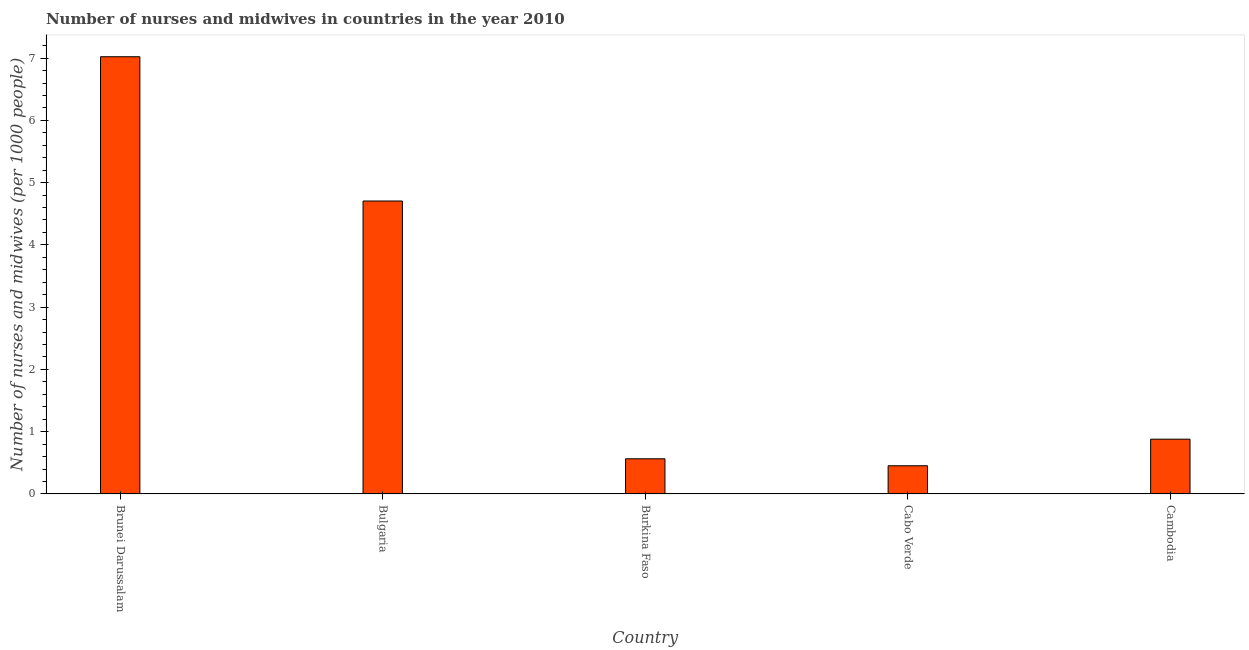 Number of nurses and midwives in countries in the year 2010
Number of nurses and midwives (per 1000 people)
7
6
5
4
3
2
1
0
Brunei Darussalam
Bulgaria
Burkina Faso
Cabo Verde
Cambodia
Country